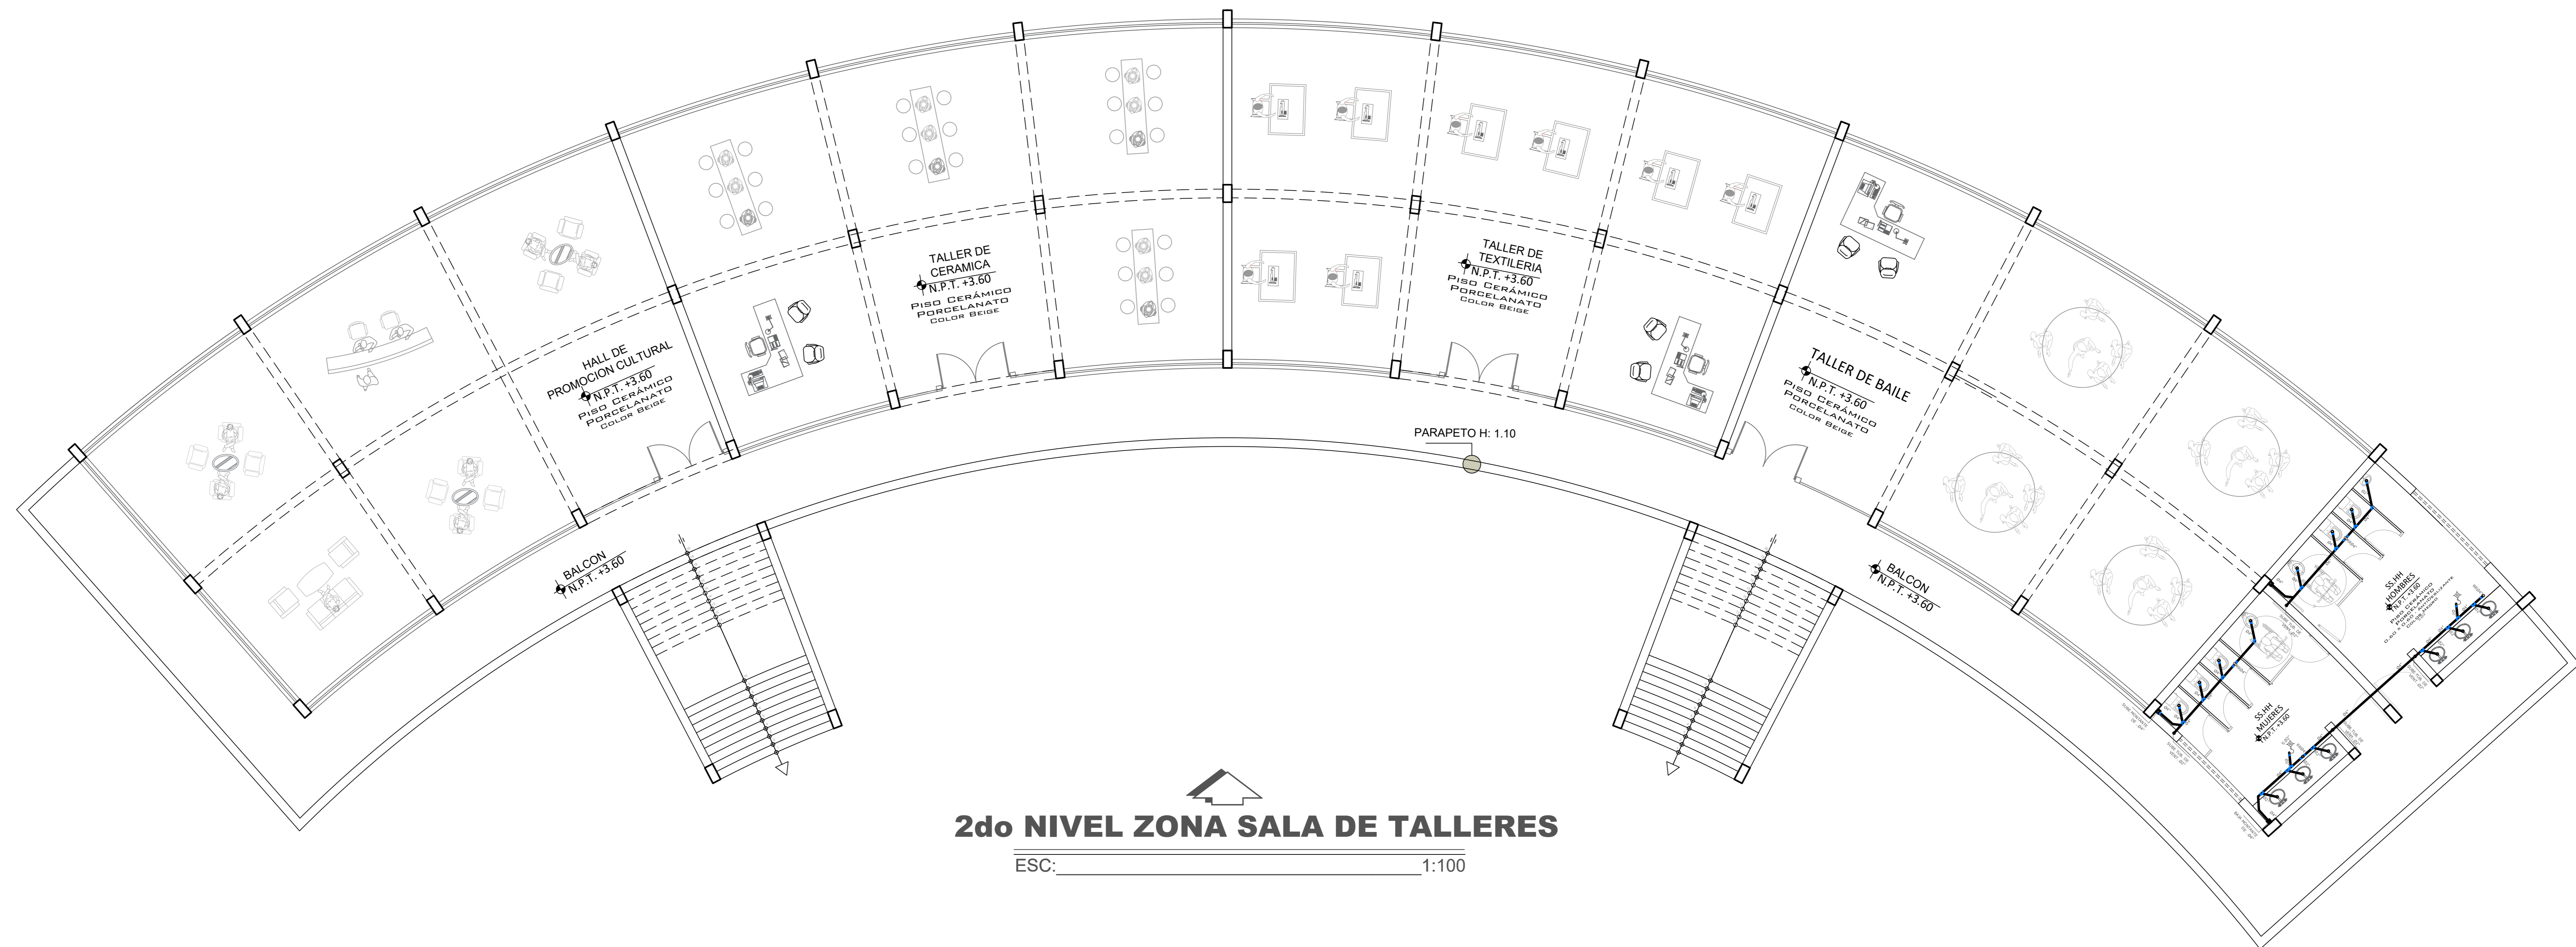 TALLER DE
CERAMICA
N.P.T. +3.60
PISO CERÁMICO
PORCELANATO
COLOR BEIGE
TALLER DE
TEXTILERIA
N.P.T. +3.60
PISO CERÁMICO
PORCELANATO
COLOR BEIGE
HALL DE
PROMOCION CULTURAL
N.P.T. +3.60
PISO CERÁMICO
PORCELANATO
COLOR BEIGE
TALLER DE BAILE
N.P.T. +3.60
PISO CERÁMICO
PORCELANATO
COLOR BEIGE
PARAPETO H: 1.10
BALCON
N.P.T. +3.60
BALCON
N.P.T. +3.60
SS.HH
HOMBRES
N.P.T. +3.60
PISO CERÁMICO
PORCELANATO
SS.HH
MUJERES
N.P.T. +3.60
2do NIVEL ZONA SALA DE TALLERES
ESC: 1:100